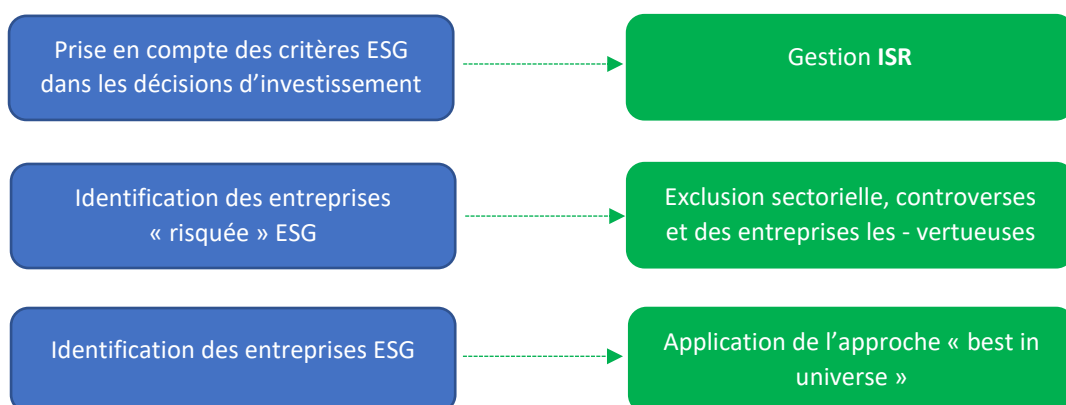 Prise en compte des critères ESG
dans les décisions d’investissement
Gestion ISR
Identification des entreprises
« risquée » ESG
Exclusion sectorielle, controverses
et des entreprises les - vertueuses
Identification des entreprises ESG
Application de l’approche « best in
universe »